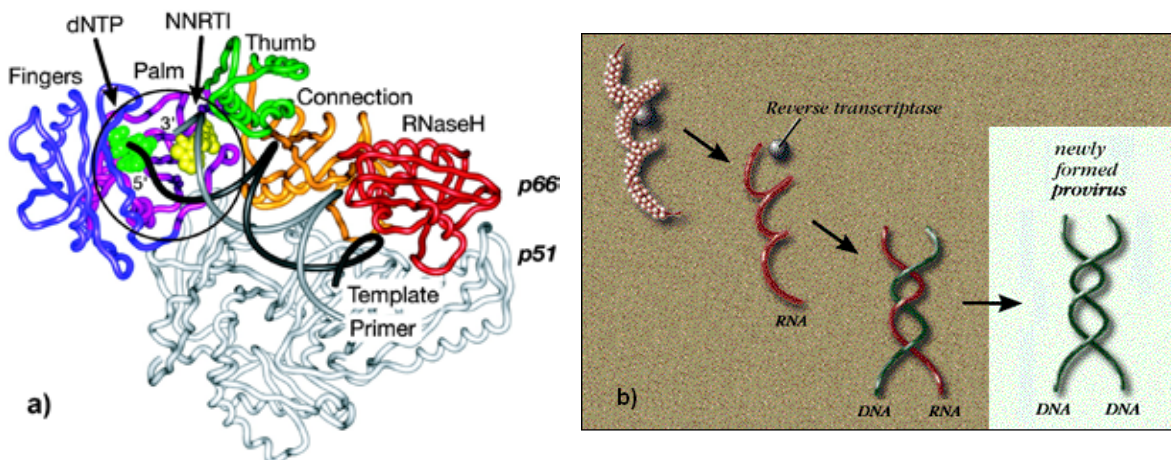 dNTP
NNRTI
Thumb
Fingers
Palm
Connection
RNaseH
3'
5'
p66
p51
Template
Primer
a)
Reverse transcriptase
RNA
DNA
RNA
newly
formed
provirus
DNA
DNA
b)